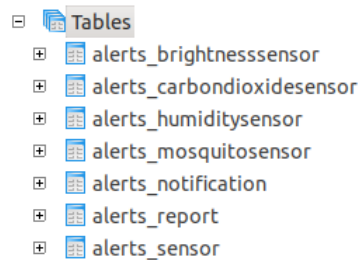 Tables
alerts_brightnesssensor
alerts_carbondioxidesensor
alerts_humiditysensor
alerts_mosquitosensor
alerts_notification
alerts_report
alerts_sensor